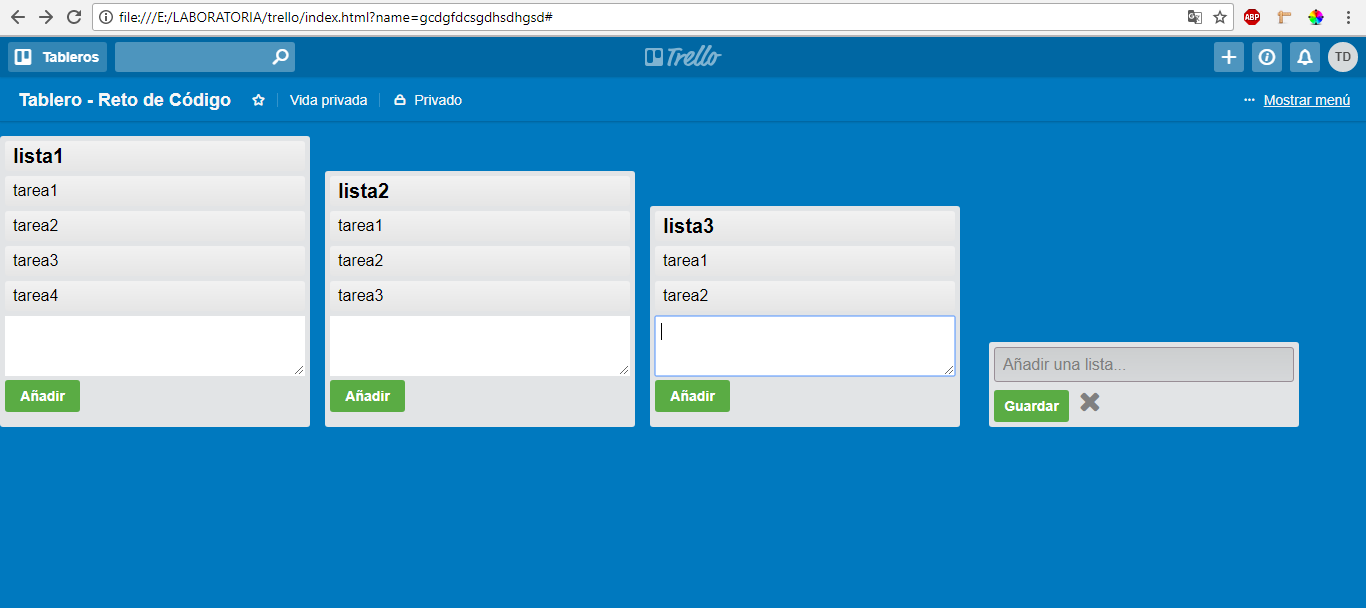 file:///E:/LABORATORIA/trello/index.html?name=gcdgfdcsgdhsdhgsd#
ABP
Tableros
Trello
TD
Tablero - Reto de Código
Vida privada
Privado
Mostrar menú
lista1
tarea1
tarea2
tarea3
tarea4
Añadir
lista2
tarea1
tarea2
tarea3
Añadir
lista3
tarea1
tarea2
Añadir
Añadir una lista...
Guardar